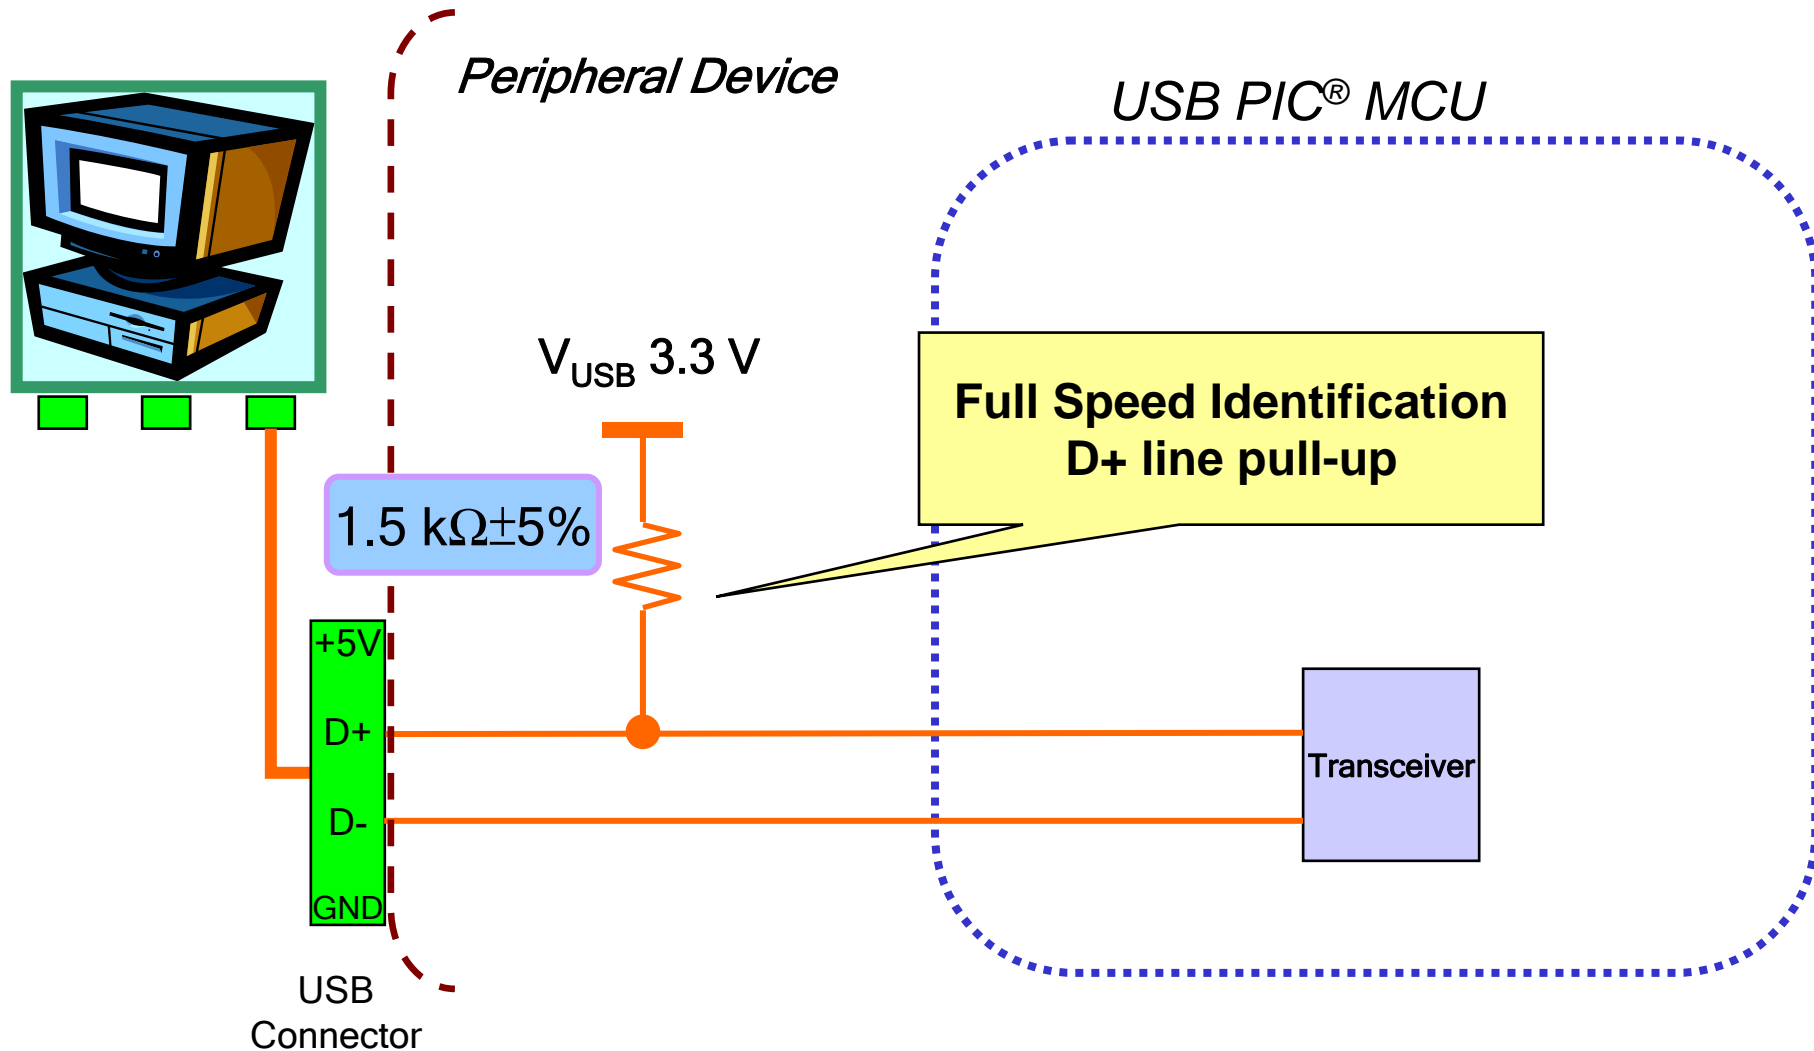 Peripheral Device
USB PIC® MCU
V_USB 3.3 V
Full Speed Identification
D+ line pull-up
1.5 kΩ±5%
+5V
D+
D-
GND
Transceiver
USB
Connector